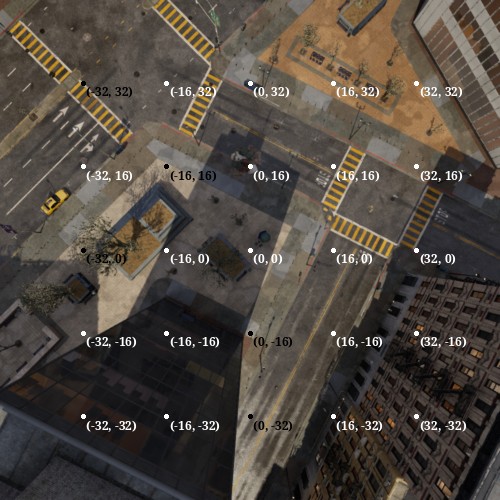 (-32, 32) (-16, 32) (0, 32) (16, 32) (32, 32)
(-32, 16) (-16, 16) (0, 16) (16, 16) (32, 16)
(-32, 0) (-16, 0) (0, 0) (16, 0) (32, 0)
(-32, -16) (-16, -16) (0, -16) (16, -16) (32, -16)
(-32, -32) (-16, -32) (0, -32) (16, -32) (32, -32)